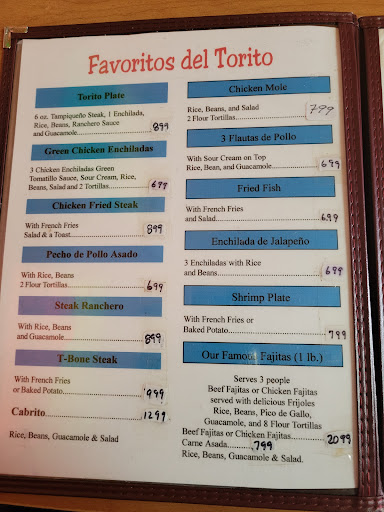 Favoritos del Torito
Torito Plate
6 oz. Tampiqueño Steak, 1 Enchilada,
Rice, Beans, Ranchero Sauce
and Guacamole.................... 899
Green Chicken Enchiladas
3 Chicken Enchiladas Green
Tomatillo Sauce, Sour Cream, Rice,
Beans, Salad and 2 Tortillas.................... 699
Chicken Fried Steak
With French Fries
Salad & a Toast.................... 899
Pecho de Pollo Asado
With Rice, Beans
2 Flour Tortillas.................... 699
Steak Ranchero
With Rice, Beans
and Guacamole.................... 899
T-Bone Steak
With French Fries
or Baked Potato.................... 999
Cabrito.................... 1299
Rice, Beans, Guacamole & Salad
Chicken Mole
Rice, Beans, and Salad
2 Flour Tortillas.................... 799
3 Flautas de Pollo
With Sour Cream on Top
Rice, Bean, and Guacamole.................... 699
Fried Fish
With French Fries
and Salad.................... 699
Enchilada de Jalapeño
3 Enchiladas with Rice
and Beans.................... 699
Shrimp Plate
With French Fries or
Baked Potato.................... 799
Our Famous Fajitas (1 lb.)
Serves 3 people
Beef Fajitas or Chicken Fajitas
served with delicious Frijoles
Rice, Beans, Pico de Gallo,
Guacamole, and 8 Flour Tortillas
Beef Fajitas or Chicken Fajitas.................... 2099
Carne Asada.... 799
Rice, Beans, Guacamole & Salad.